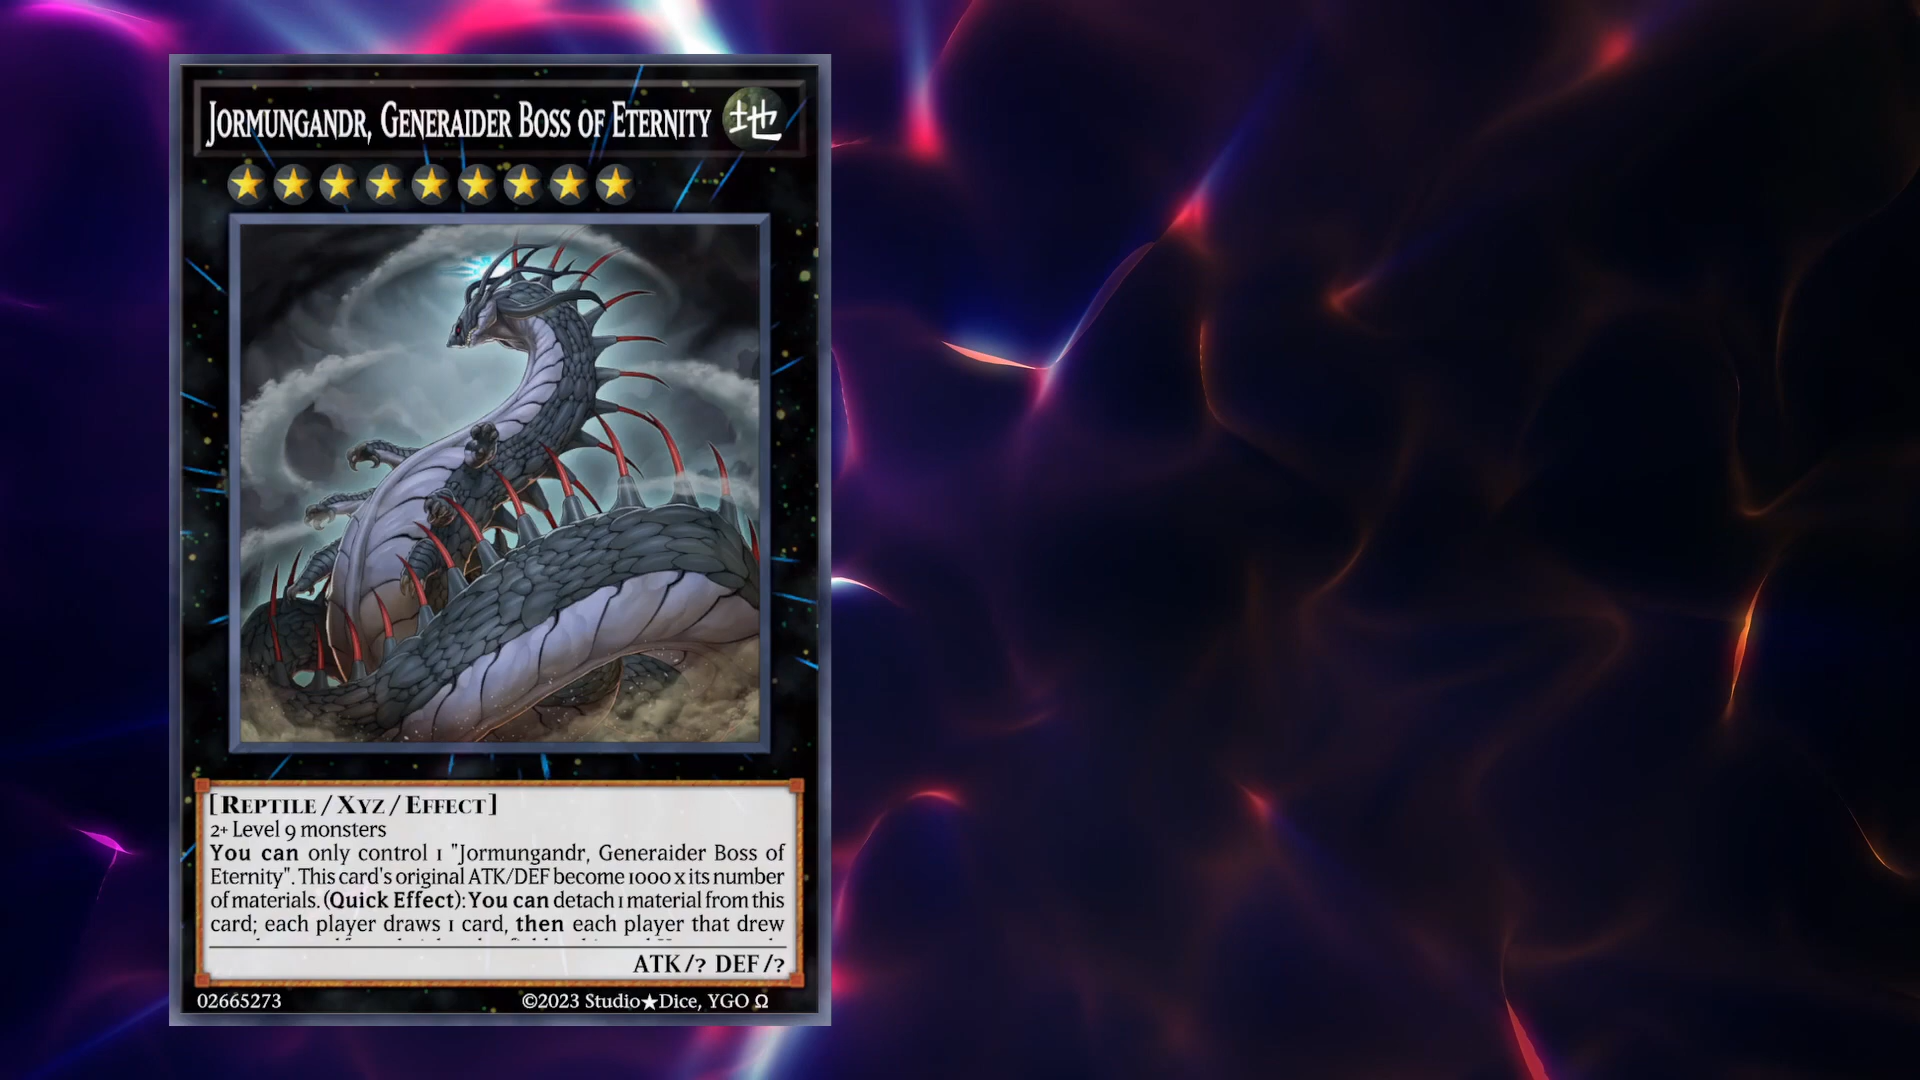 Jormungandr, Generaider Boss of Eternity 地
[Reptile/Xyz/Effect]
2+ Level 9 monsters
You can only control 1 "Jormungandr, Generaider Boss of
Eternity". This card's original ATK/DEF become 1000 x its number
of materials. (Quick Effect): You can detach 1 material from this
card; each player draws 1 card, then each player that drew
ATK/? DEF/?
02665273 ©2023 Studio★Dice, YGO Ω